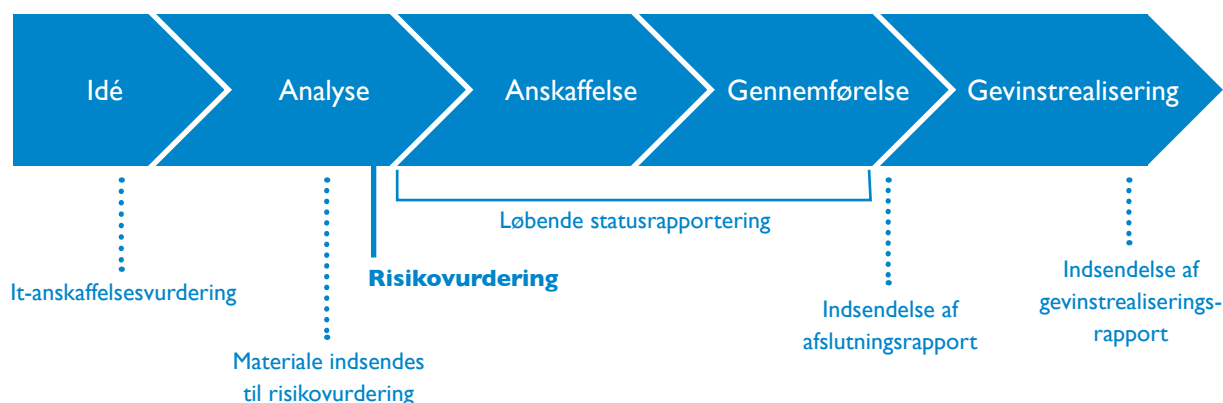 Idé
Analyse
Anskaffelse
Gennemførelse
Gevinstrealisering
Løbende statusrapportering
Risikovurdering
It-anskaffelsesvurdering
Materiale indsendes
til risikovurdering
Indsendelse af
afslutningsrapport
Indsendelse af
gevinstrealiserings-
rapport